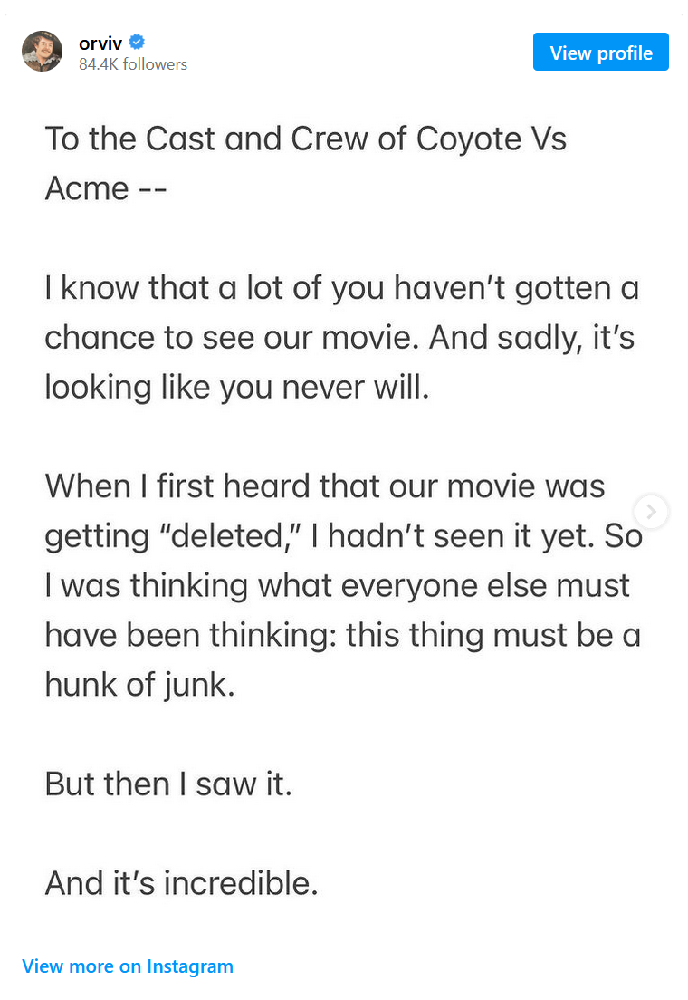 orviv
84.4K followers
View profile
To the Cast and Crew of Coyote Vs
Acme --
I know that a lot of you haven’t gotten a
chance to see our movie. And sadly, it’s
looking like you never will.
When I first heard that our movie was
getting “deleted,” I hadn’t seen it yet. So
I was thinking what everyone else must
have been thinking: this thing must be a
hunk of junk.
But then I saw it.
And it’s incredible.
View more on Instagram